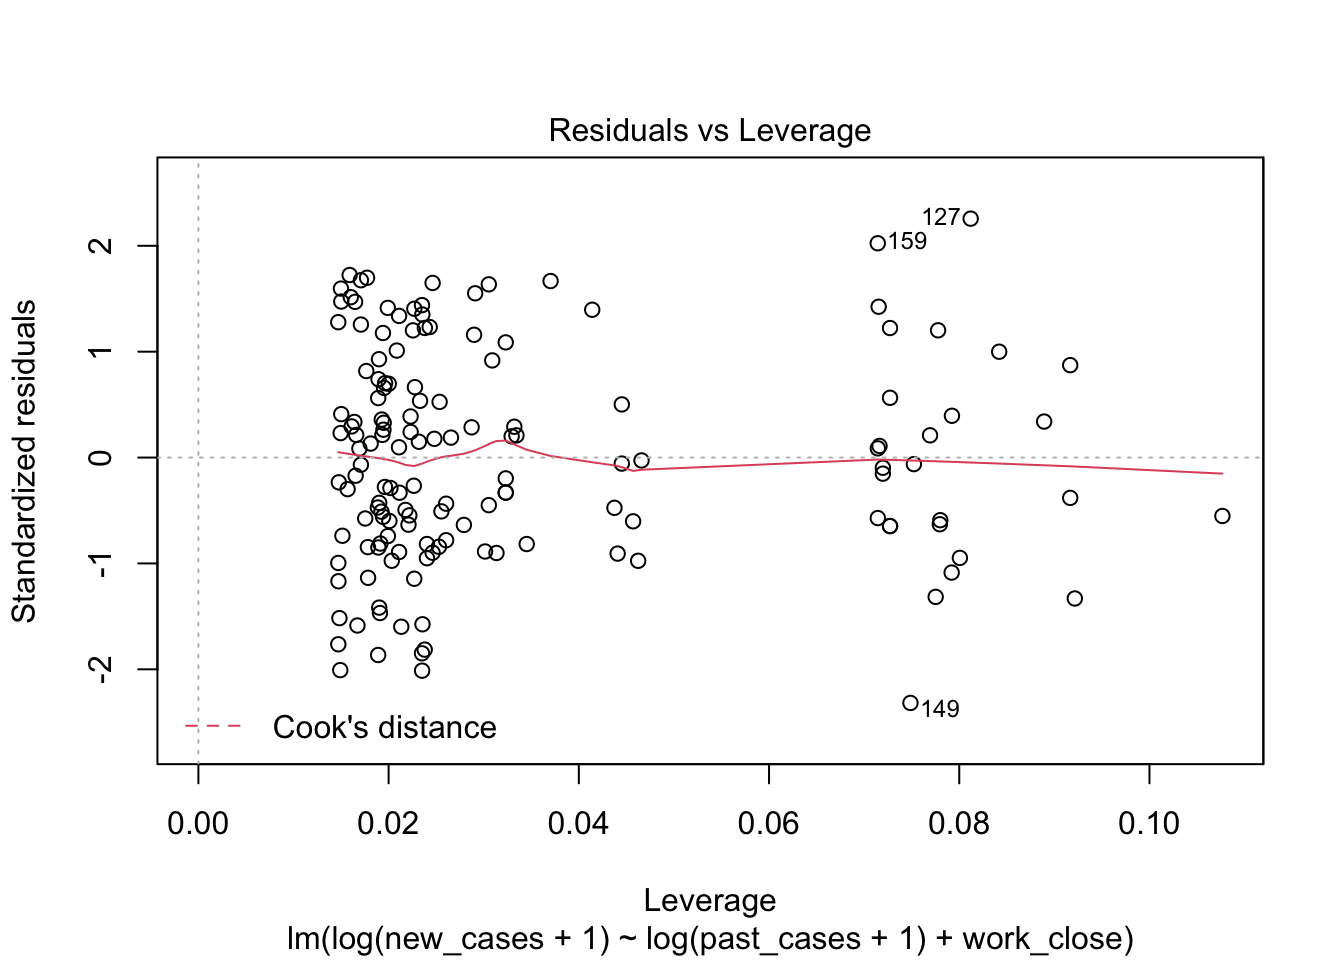 Residuals vs Leverage
Standardized residuals
2
1
0
-1
-2
127
159
149
Cook's distance
0.00 0.02 0.04 0.06 0.08 0.10
Leverage
lm(log(new_cases + 1) ~ log(past_cases + 1) + work_close)